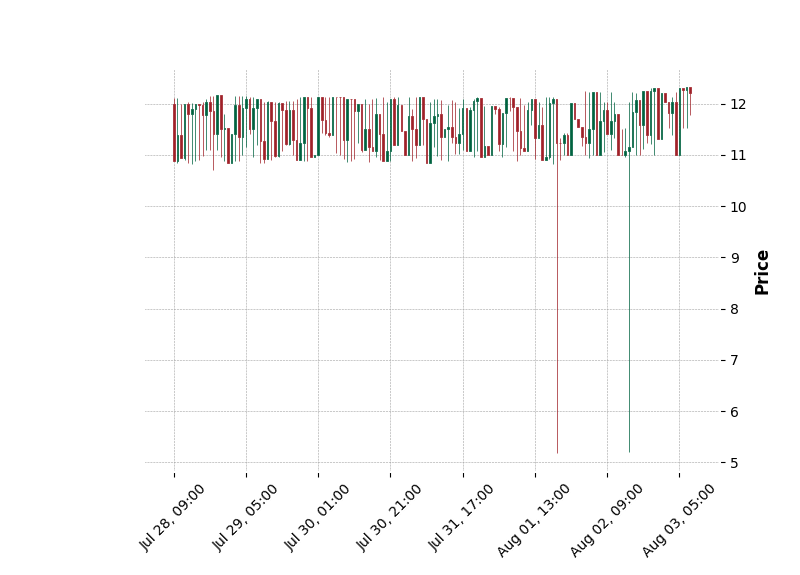 12
11
10
9
8
7
6
5
Price
Jul 28, 09:00
Jul 29, 05:00
Jul 30, 01:00
Jul 30, 21:00
Jul 31, 17:00
Aug 01, 13:00
Aug 02, 09:00
Aug 03, 05:00